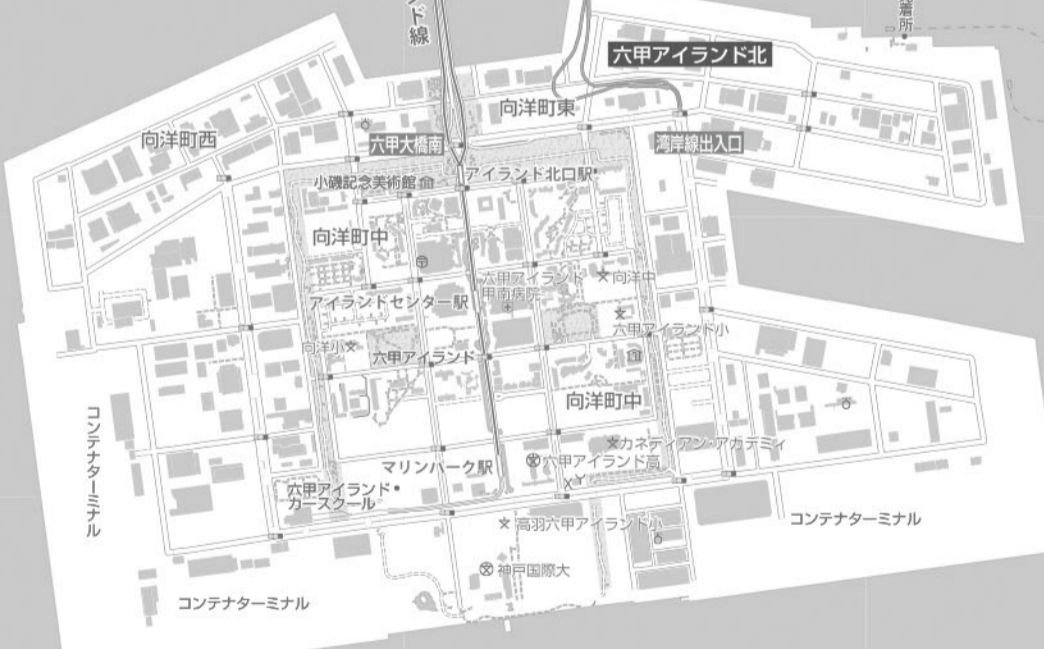 ンド線
着所
六甲アイランド北
向洋町東
向洋町西
六甲大橋南
湾岸線出入口
アイランド北口駅
小磯記念美術館
向洋町中
六甲アイランド
甲南病院
向洋中
アイランドセンター駅
六甲アイランド小
向洋小
六甲アイランド
向洋町中
コンテナターミナル
カネディアン・アカデミィ
六甲アイランド高
マリンパーク駅
六甲アイランド・
カースクール
高羽六甲アイランド小
コンテナターミナル
神戸国際大
コンテナターミナル